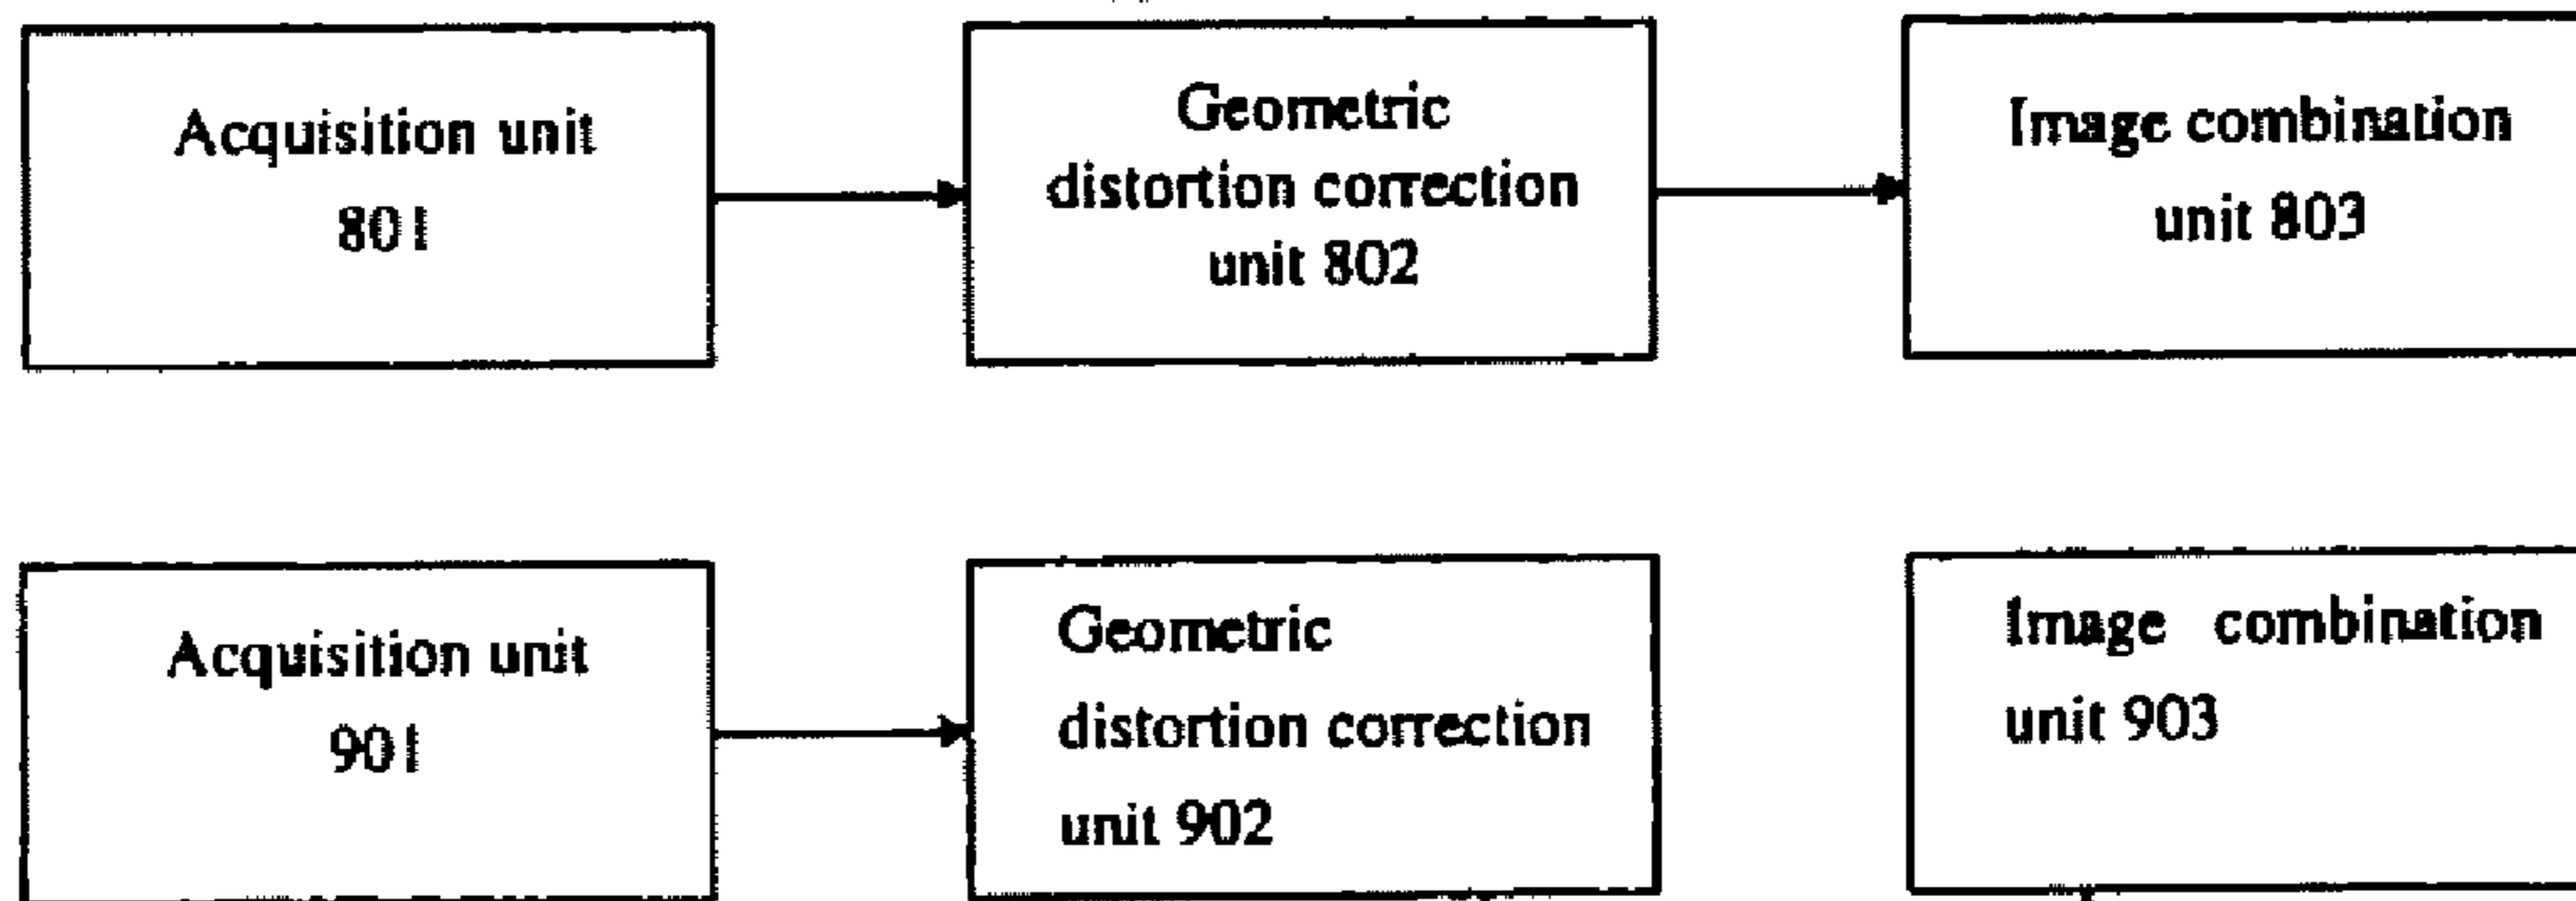 Acquisition unit
801
Geometric
distortion correction
unit 802
Image combination
unit 803
Acquisition unit
901
Geometric
distortion correction
unit 902
Image combination
unit 903